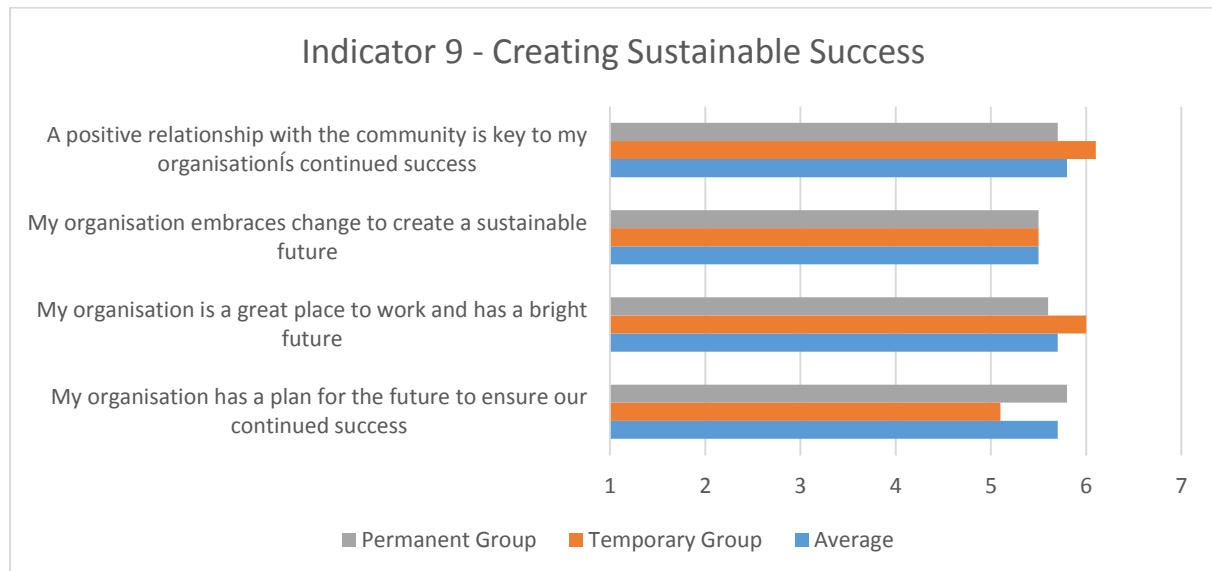 Indicator 9 - Creating Sustainable Success
A positive relationship with the community is key to my
organisationÍs continued success
My organisation embraces change to create a sustainable
future
My organisation is a great place to work and has a bright
future
My organisation has a plan for the future to ensure our
continued success
1 2 3 4 5 6 7
Permanent Group Temporary Group Average